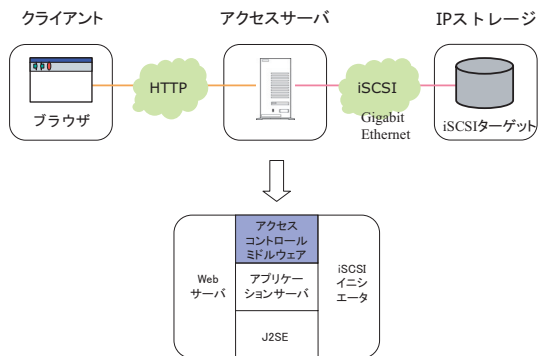 クライアント
アクセスサーバ
IPストレージ
HTTP
iSCSI
ブラウザ
Gigabit
Ethernet
iSCSIターゲット
アクセス
コントロール
ミドルウェア
Web
サーバ
アプリケー
ションサーバ
iSCSI
イニシ
エータ
J2SE